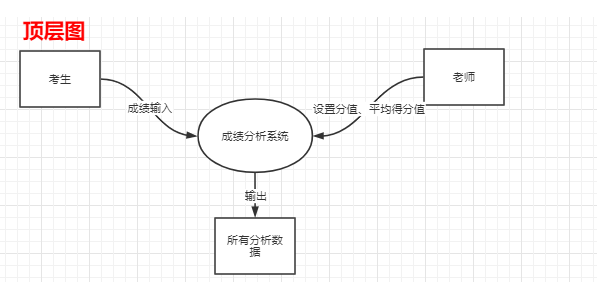 顶层图
考生
老师
成绩输入
设置分值、平均得分值
成绩分析系统
输出
所有分析数
据